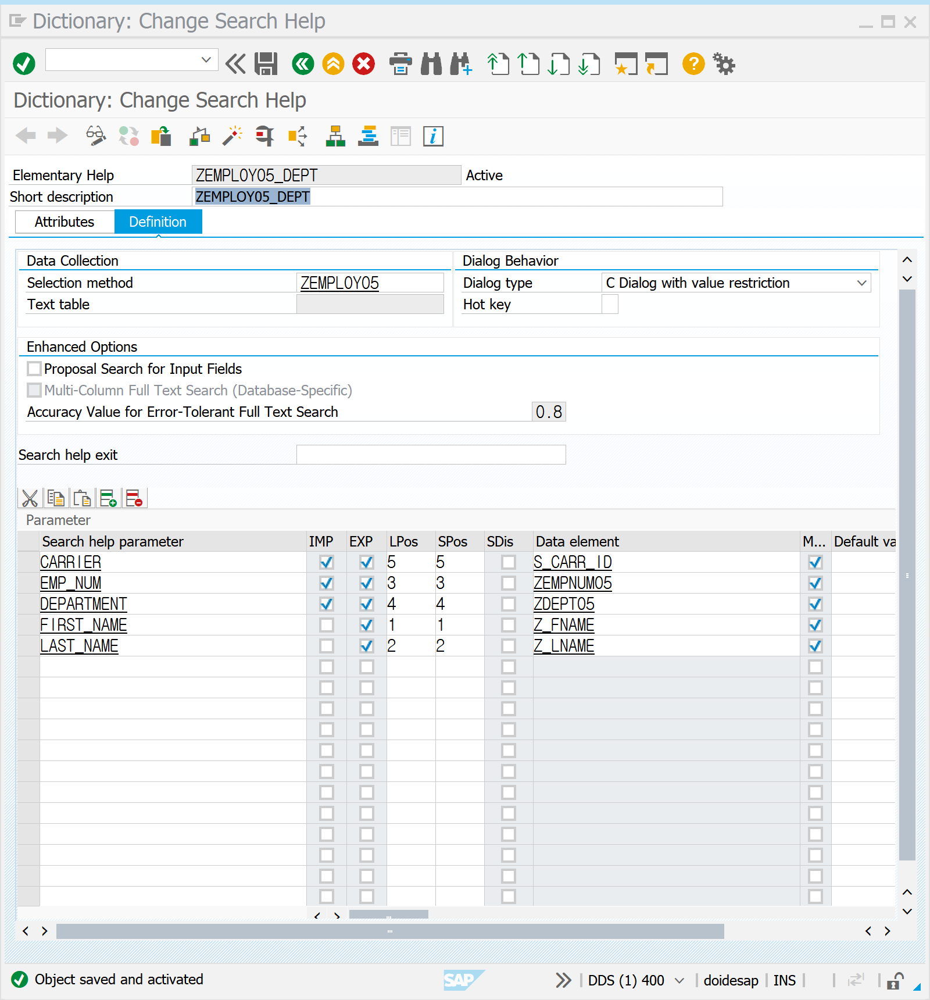 Dictionary: Change Search Help
Dictionary: Change Search Help
Elementary Help ZEMPLOY05_DEPT Active
Short description ZEMPLOY05_DEPT
Attributes Definition
Data Collection Dialog Behavior
Selection method ZEMPLOY05 Dialog type C Dialog with value restriction
Text table Hot key
Enhanced Options
Proposal Search for Input Fields
Multi-Column Full Text Search (Database-Specific)
Accuracy Value for Error-Tolerant Full Text Search 0.8
Search help exit
Parameter
Search help parameter IMP EXP LPos SPos SDis Data element M... Default va
CARRIER 5 5 S_CARR_ID
EMP_NUM 3 3 ZEMPNUM05
DEPARTMENT 4 4 ZDEPT05
FIRST_NAME 1 1 Z_FNAME
LAST_NAME 2 2 Z_LNAME
Object saved and activated SAP DDS (1) 400 doidesap INS